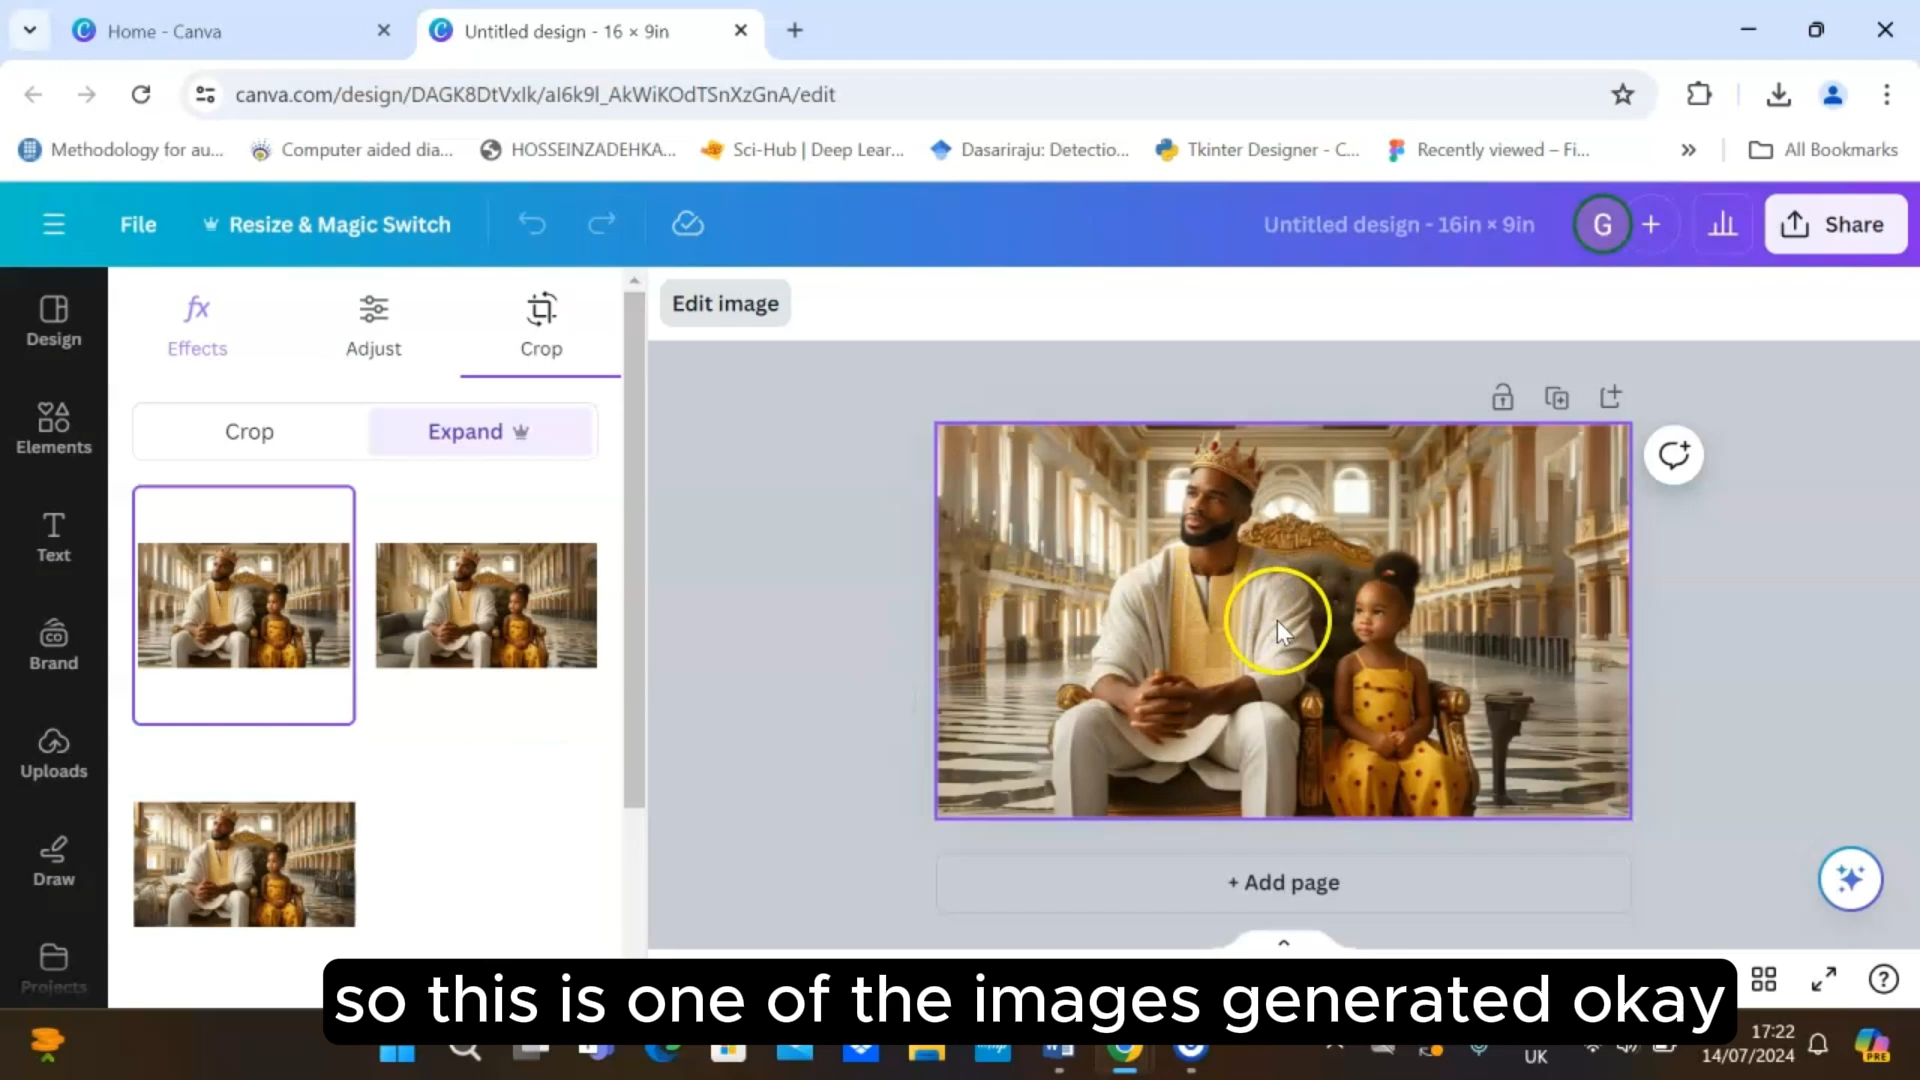 Home - Canva
Untitled design - 16 × 9in
canva.com/design/DAGK8DtVxIk/aI6k9l_AkWiKOdTSnXzGnA/edit
Methodology for au...
Computer aided dia...
HOSSEINZADEHKA...
Sci-Hub | Deep Lear...
Dasariraju: Detectio...
Tkinter Designer - C...
Recently viewed – Fi...
All Bookmarks
File
Resize & Magic Switch
Untitled design - 16in × 9in
G
Share
Design
Elements
Text
Brand
Uploads
Draw
Projects
Effects
Adjust
Crop
Crop
Expand
Edit image
+ Add page
so this is one of the images generated okay
UK
17:22
14/07/2024
PRE